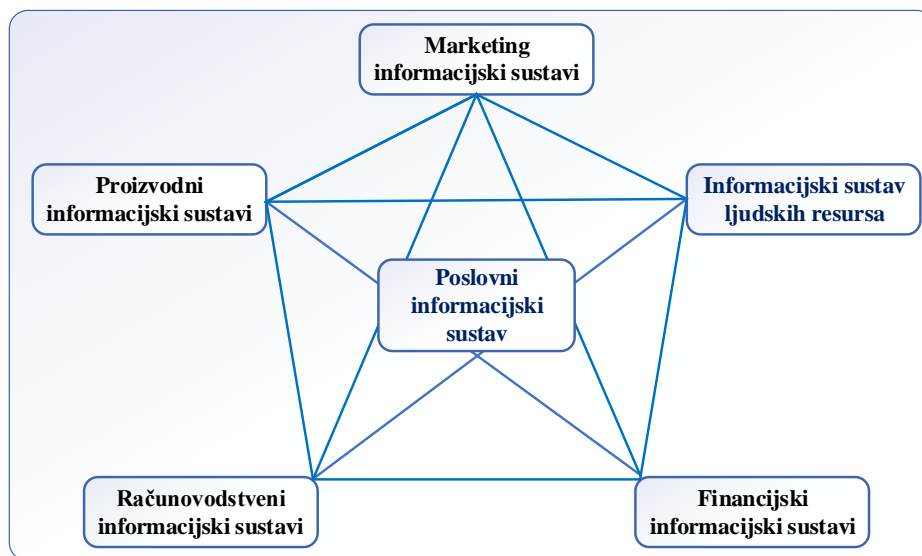 Marketing
informacijski sustavi
Proizvodni
informacijski sustavi
Informacijski sustav
ljudskih resursa
Poslovni
informacijski
sustav
Računovodstveni
informacijski sustavi
Financijski
informacijski sustavi